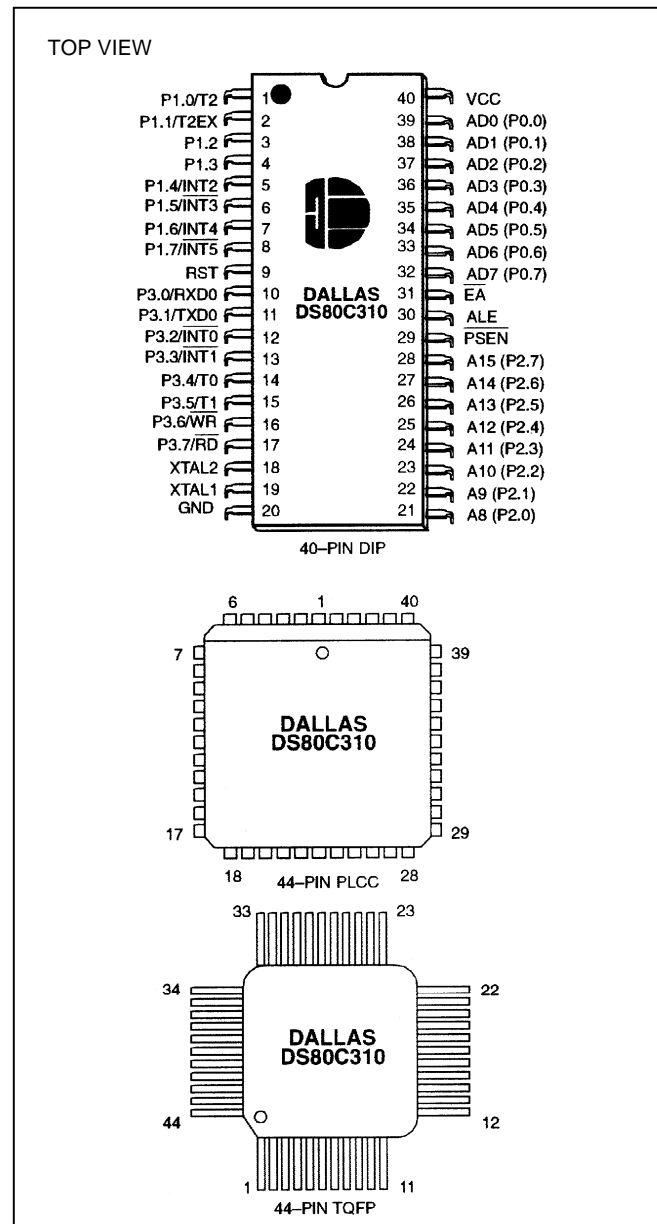 TOP VIEW
P1.0/T2 1 40 VCC
P1.1/T2EX 2 39 AD0 (P0.0)
P1.2 3 38 AD1 (P0.1)
P1.3 4 37 AD2 (P0.2)
P1.4/INT2 5 36 AD3 (P0.3)
P1.5/INT3 6 35 AD4 (P0.4)
P1.6/INT4 7 34 AD5 (P0.5)
P1.7/INT5 8 33 AD6 (P0.6)
RST 9 32 AD7 (P0.7)
P3.0/RXD0 10 DALLAS 31 EA
P3.1/TXD0 11 DS80C310 30 ALE
P3.2/INT0 12 29 PSEN
P3.3/INT1 13 28 A15 (P2.7)
P3.4/T0 14 27 A14 (P2.6)
P3.5/T1 15 26 A13 (P2.5)
P3.6/WR 16 25 A12 (P2.4)
P3.7/RD 17 24 A11 (P2.3)
XTAL2 18 23 A10 (P2.2)
XTAL1 19 22 A9 (P2.1)
GND 20 21 A8 (P2.0)
40–PIN DIP
6 1 40
7 39
DALLAS
DS80C310
17 29
18 28
44–PIN PLCC
33 23
34 22
DALLAS
DS80C310
44 12
1 11
44–PIN TQFP